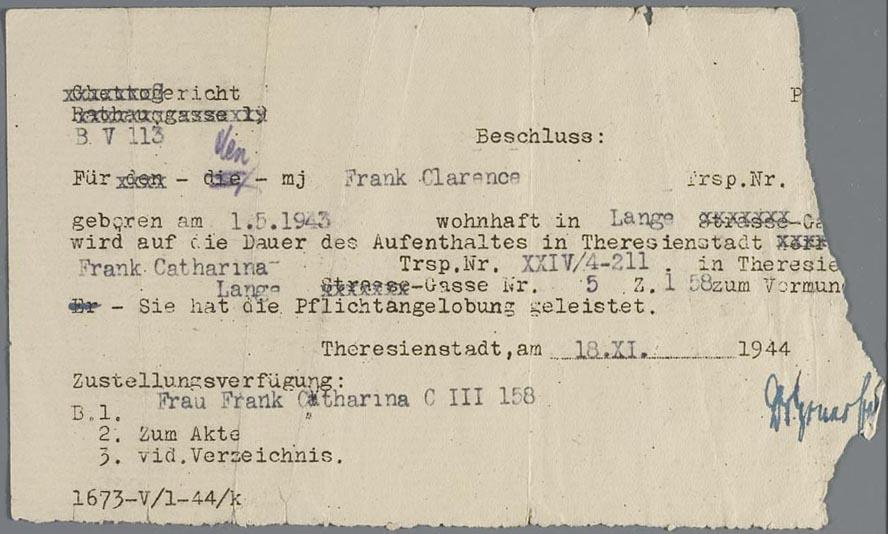 Ghettogericht P
Rathausgasse 19
B V 113 Beschluss:
den
Für den - die - mj Frank Clarence Trsp.Nr.
geboren am 1.5.1943 wohnhaft in Lange Strasse-Ga
wird auf die Dauer des Aufenthaltes in Theresienstadt
Frank Catharina Trsp.Nr. XXIV/4-211 . in Theresie
Lange Strasse-Gasse Nr. 5 Z.1 58zum Vormun
Er - Sie hat die Pflichtangelobung geleistet.
Theresienstadt,am 18.XI. 1944
Zustellungsverfügung:
B.1. Frau Frank Catharina C III 158
2. Zum Akte
3. vid.Verzeichnis.
1673-V/1-44/k